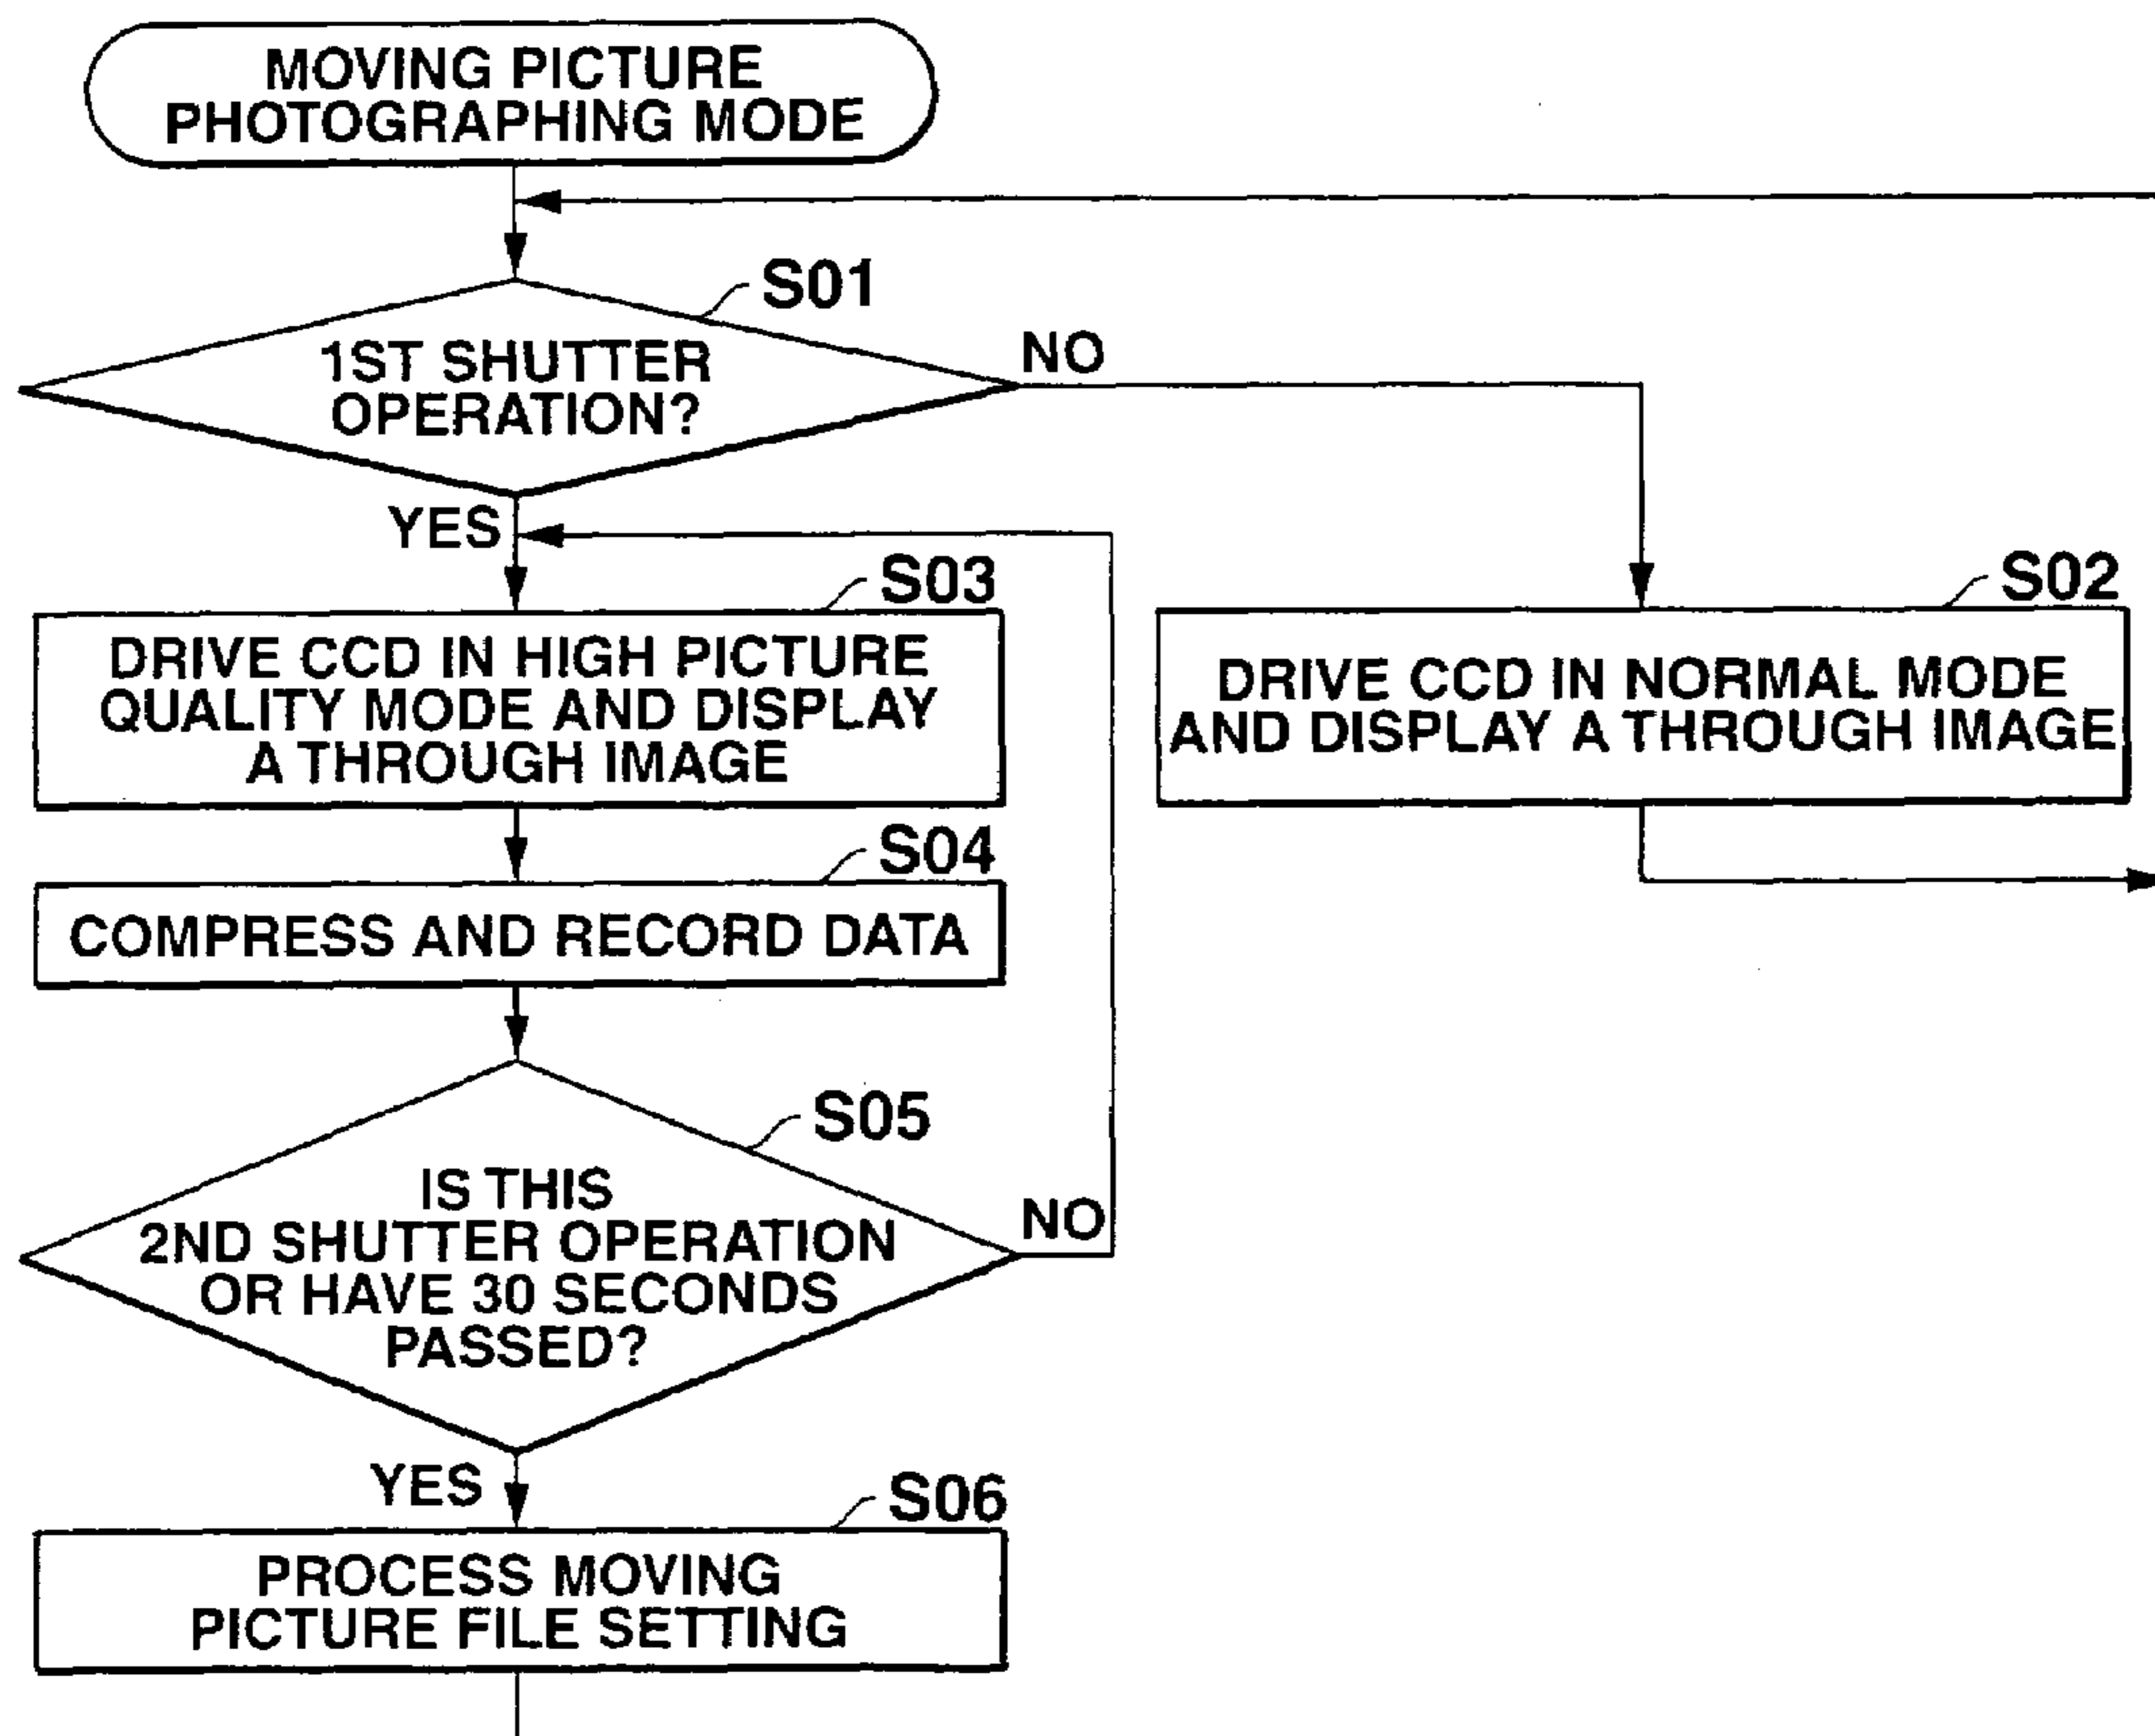 MOVING PICTURE
PHOTOGRAPHING MODE
S01
1ST SHUTTER
OPERATION?
NO
YES
S03
DRIVE CCD IN HIGH PICTURE
QUALITY MODE AND DISPLAY
A THROUGH IMAGE
S02
DRIVE CCD IN NORMAL MODE
AND DISPLAY A THROUGH IMAGE
S04
COMPRESS AND RECORD DATA
S05
IS THIS
2ND SHUTTER OPERATION
OR HAVE 30 SECONDS
PASSED?
NO
YES
S06
PROCESS MOVING
PICTURE FILE SETTING